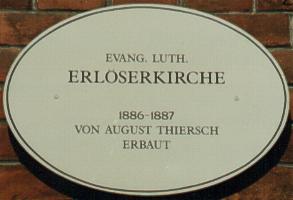 EVANG. LUTH.
ERLÖSERKIRCHE
1886-1887
VON AUGUST THIERSCH
ERBAUT